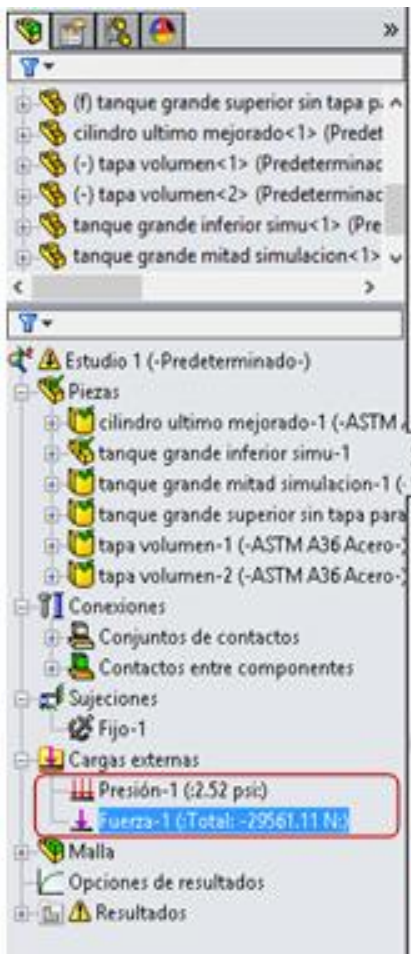 (f) tanque grande superior sin tapa p
cilindro ultimo mejorado<1> (Predet
(-) tapa volumen<1> (Predeterminac
(-) tapa volumen<2> (Predeterminac
tanque grande inferior simu<1> (Pre
tanque grande mitad simulacion<1>
Estudio 1 (-Predeterminado-)
Piezas
cilindro ultimo mejorado-1 (-ASTM
tanque grande inferior simu-1
tanque grande mitad simulacion-1 (-
tanque grande superior sin tapa para
tapa volumen-1 (-ASTM A36 Acero-)
tapa volumen-2 (-ASTM A36 Acero-)
Conexiones
Conjuntos de contactos
Contactos entre componentes
Sujeciones
Fijo-1
Cargas externas
Presión-1 (:2.52 psi:)
Fuerza-1 (:Total: -29561.11 N:)
Malla
Opciones de resultados
Resultados